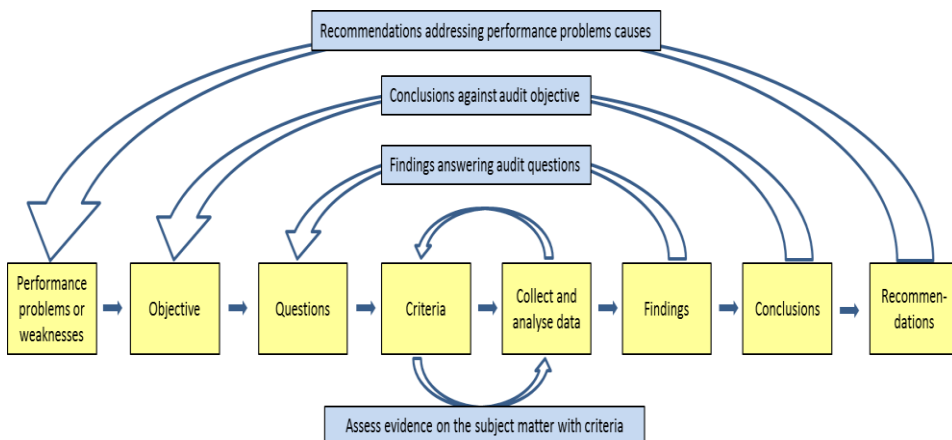 Recommendations addressing performance problems causes
Conclusions against audit objective
Findings answering audit questions
Performance
problems or
weaknesses
Objective
Questions
Criteria
Collect and
analyse data
Findings
Conclusions
Recommen-
dations
Assess evidence on the subject matter with criteria